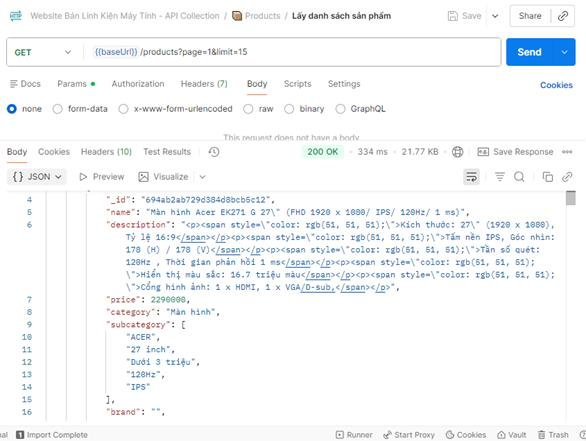 Website Bán Linh Kiện Máy Tính - API Collection / Products / Lấy danh sách sản phẩm
Save
Share
GET
{{baseUrl}} /products?page=1&limit=15
Send
Docs Params Authorization Headers (7) Body Scripts Settings
Cookies
none form-data x-www-form-urlencoded raw binary GraphQL
This request does not have a body
Body Cookies Headers (10) Test Results
200 OK • 334 ms • 21.77 KB
Save Response
{} JSON Preview Visualize
4 "_id": "694ab2ab729d384d8bcb5c12",
5 "name": "Màn hình Acer EK271 G 27\" (FHD 1920 x 1080/ IPS/ 120Hz/ 1 ms)",
6 "description": "<p><span style=\"color: rgb(51, 51, 51);\">Kích thước: 27\" (1920 x 1080),
Tỷ lệ 16:9</span></p><p><span style=\"color: rgb(51, 51, 51);\">Tấm nền IPS, Góc nhìn:
178 (H) / 178 (V)</span></p><p><span style=\"color: rgb(51, 51, 51);\">Tần số quét:
120Hz , Thời gian phản hồi 1 ms</span></p><p><span style=\"color: rgb(51, 51, 51);
\">Hiển thị màu sắc: 16.7 triệu màu</span></p><p><span style=\"color: rgb(51, 51, 51);
\">Cổng hình ảnh: 1 x HDMI, 1 x VGA/D-sub,</span></p>",
7 "price": 2290000,
8 "category": "Màn hình",
9 "subcategory": [
10 "ACER",
11 "27 inch",
12 "Dưới 3 triệu",
13 "120Hz",
14 "IPS"
15 ],
16 "brand": "",
Import Complete
Runner Start Proxy Cookies Vault Trash